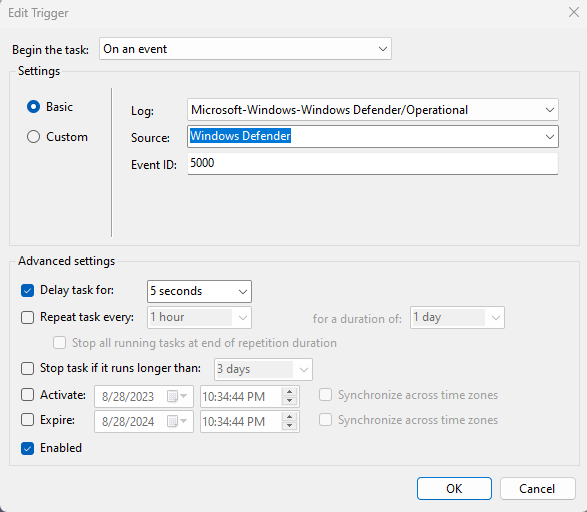 Edit Trigger
Begin the task: On an event
Settings
Basic
Custom
Log: Microsoft-Windows-Windows Defender/Operational
Source: Windows Defender
Event ID: 5000
Advanced settings
Delay task for: 5 seconds
Repeat task every: 1 hour for a duration of: 1 day
Stop all running tasks at end of repetition duration
Stop task if it runs longer than: 3 days
Activate: 8/28/2023 10:34:44 PM Synchronize across time zones
Expire: 8/28/2024 10:34:44 PM Synchronize across time zones
Enabled
OK Cancel